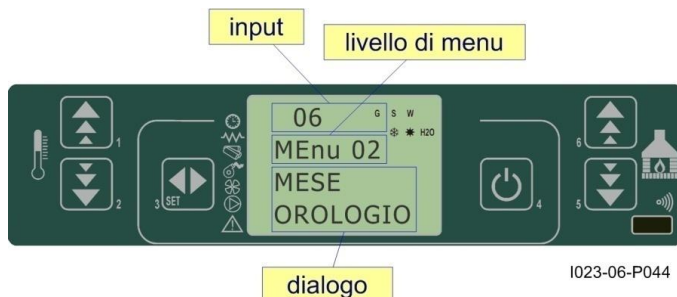 input
livello di menu
06
G S W
H2O
MEnu 02
MESE
OROLOGIO
1
2
3 SET
4
6
5
dialogo
I023-06-P044